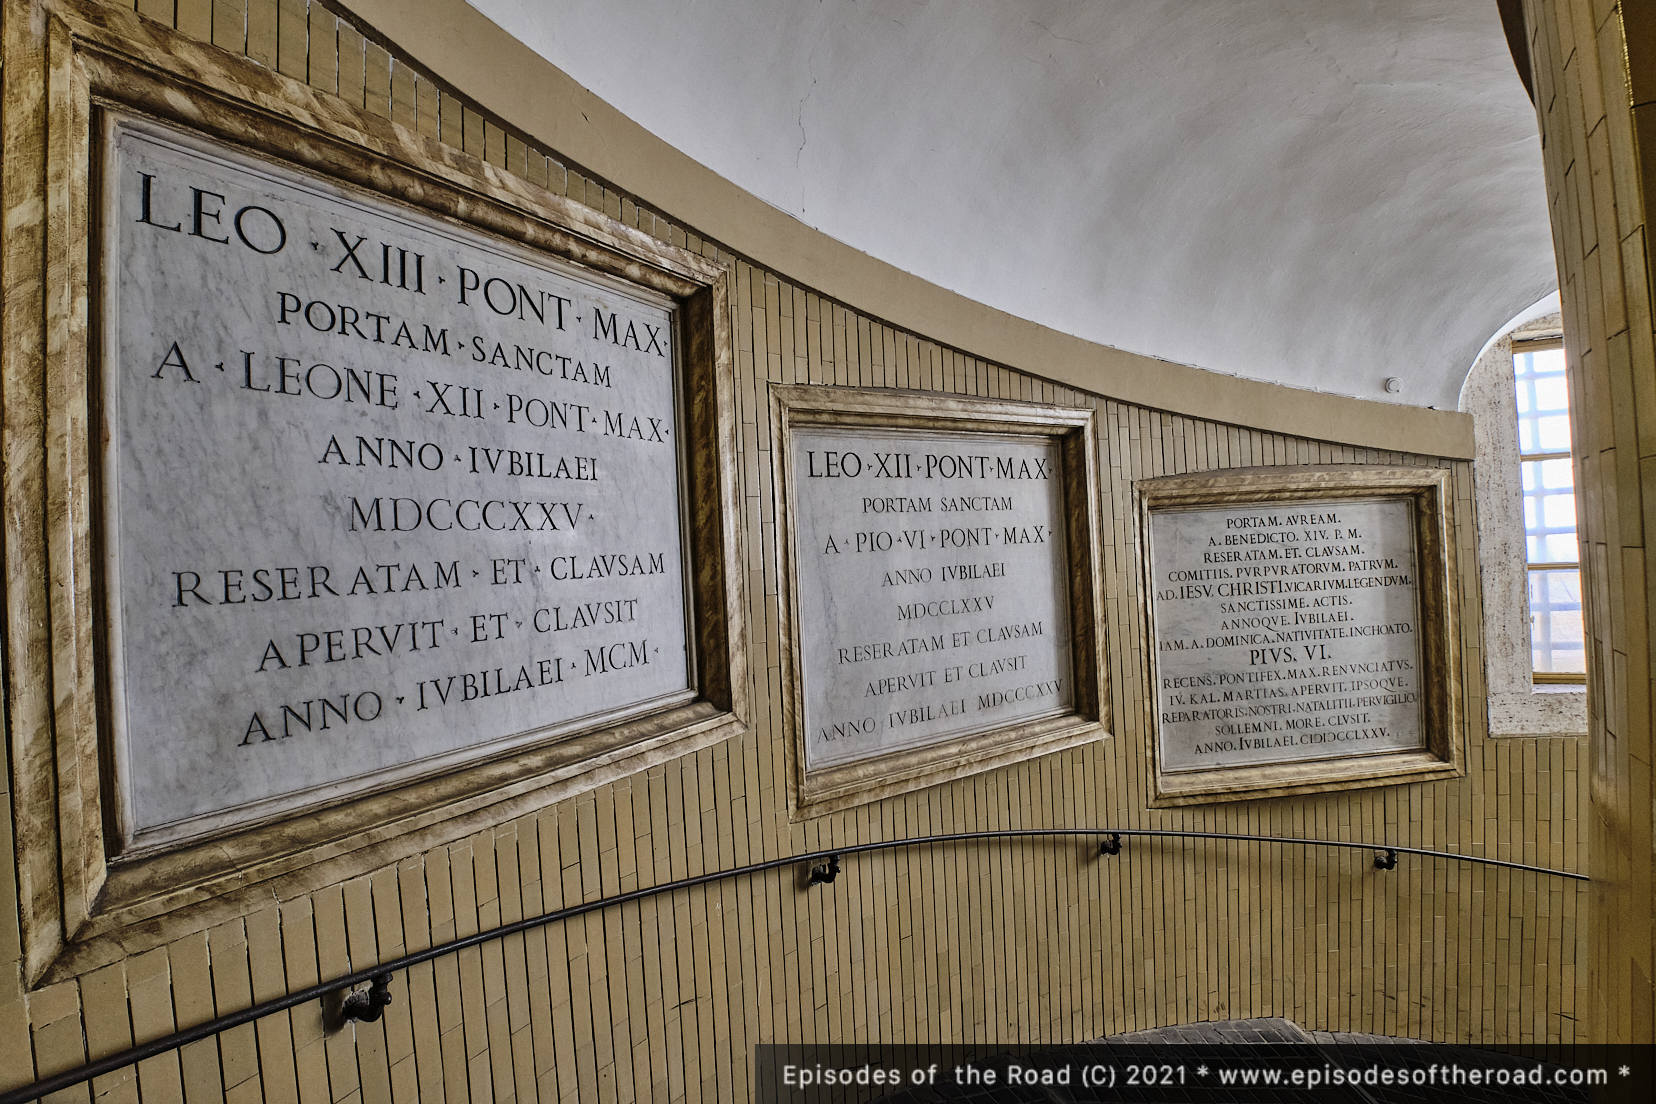 LEO · XIII · PONT · MAX ·
PORTAM · SANCTAM
A · LEONE · XII · PONT · MAX ·
ANNO · IVBILAEI
MDCCCXXV ·
RESERATAM · ET · CLAVSAM
APERVIT · ET · CLAVSIT
ANNO · IVBILAEI · MCM ·
LEO · XII · PONT · MAX ·
PORTAM SANCTAM
A · PIO · VI · PONT · MAX ·
ANNO IVBILAEI
MDCCLXXV
RESERATAM ET CLAVSAM
APERVIT ET CLAVSIT
ANNO IVBILAEI MDCCCXXV
PORTAM. AVREAM.
A. BENEDICTO. XIV. P. M.
RESERATAM. ET. CLAVSAM.
COMITIIS. PVRPVRATORVM. PATRVM.
AD. IESV. CHRISTI. VICARIVM. LEGENDVM.
SANCTISSIME. ACTIS.
ANNOQVE. IVBILAEI.
IAM. A. DOMINICA. NATIVITATE. INCHOATO.
PIVS. VI.
RECENS. PONTIFEX. MAX. RENVNCIATVS.
IV. KAL. MARTIAS. APERVIT. IPSOQVE.
REPARATORIS. NOSTRI. NATALITII. PERVIGILIO
SOLLEMNI. MORE. CLVSIT.
ANNO. IVBILAEI. CIƆIƆCCLXXV.
Episodes of the Road (C) 2021 * www.episodesoftheroad.com *